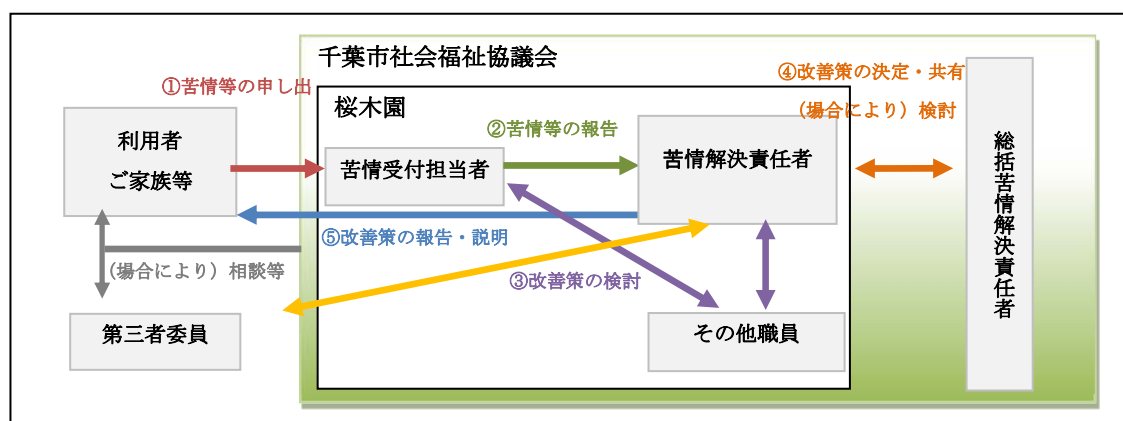 千葉市社会福祉協議会
①苦情等の申し出
④改善策の決定・共有
(場合により)検討
桜木園
②苦情等の報告
利用者
ご家族等
苦情受付担当者
苦情解決責任者
総括苦情解決責任者
⑤改善策の報告・説明
(場合により)相談等
③改善策の検討
第三者委員
その他職員